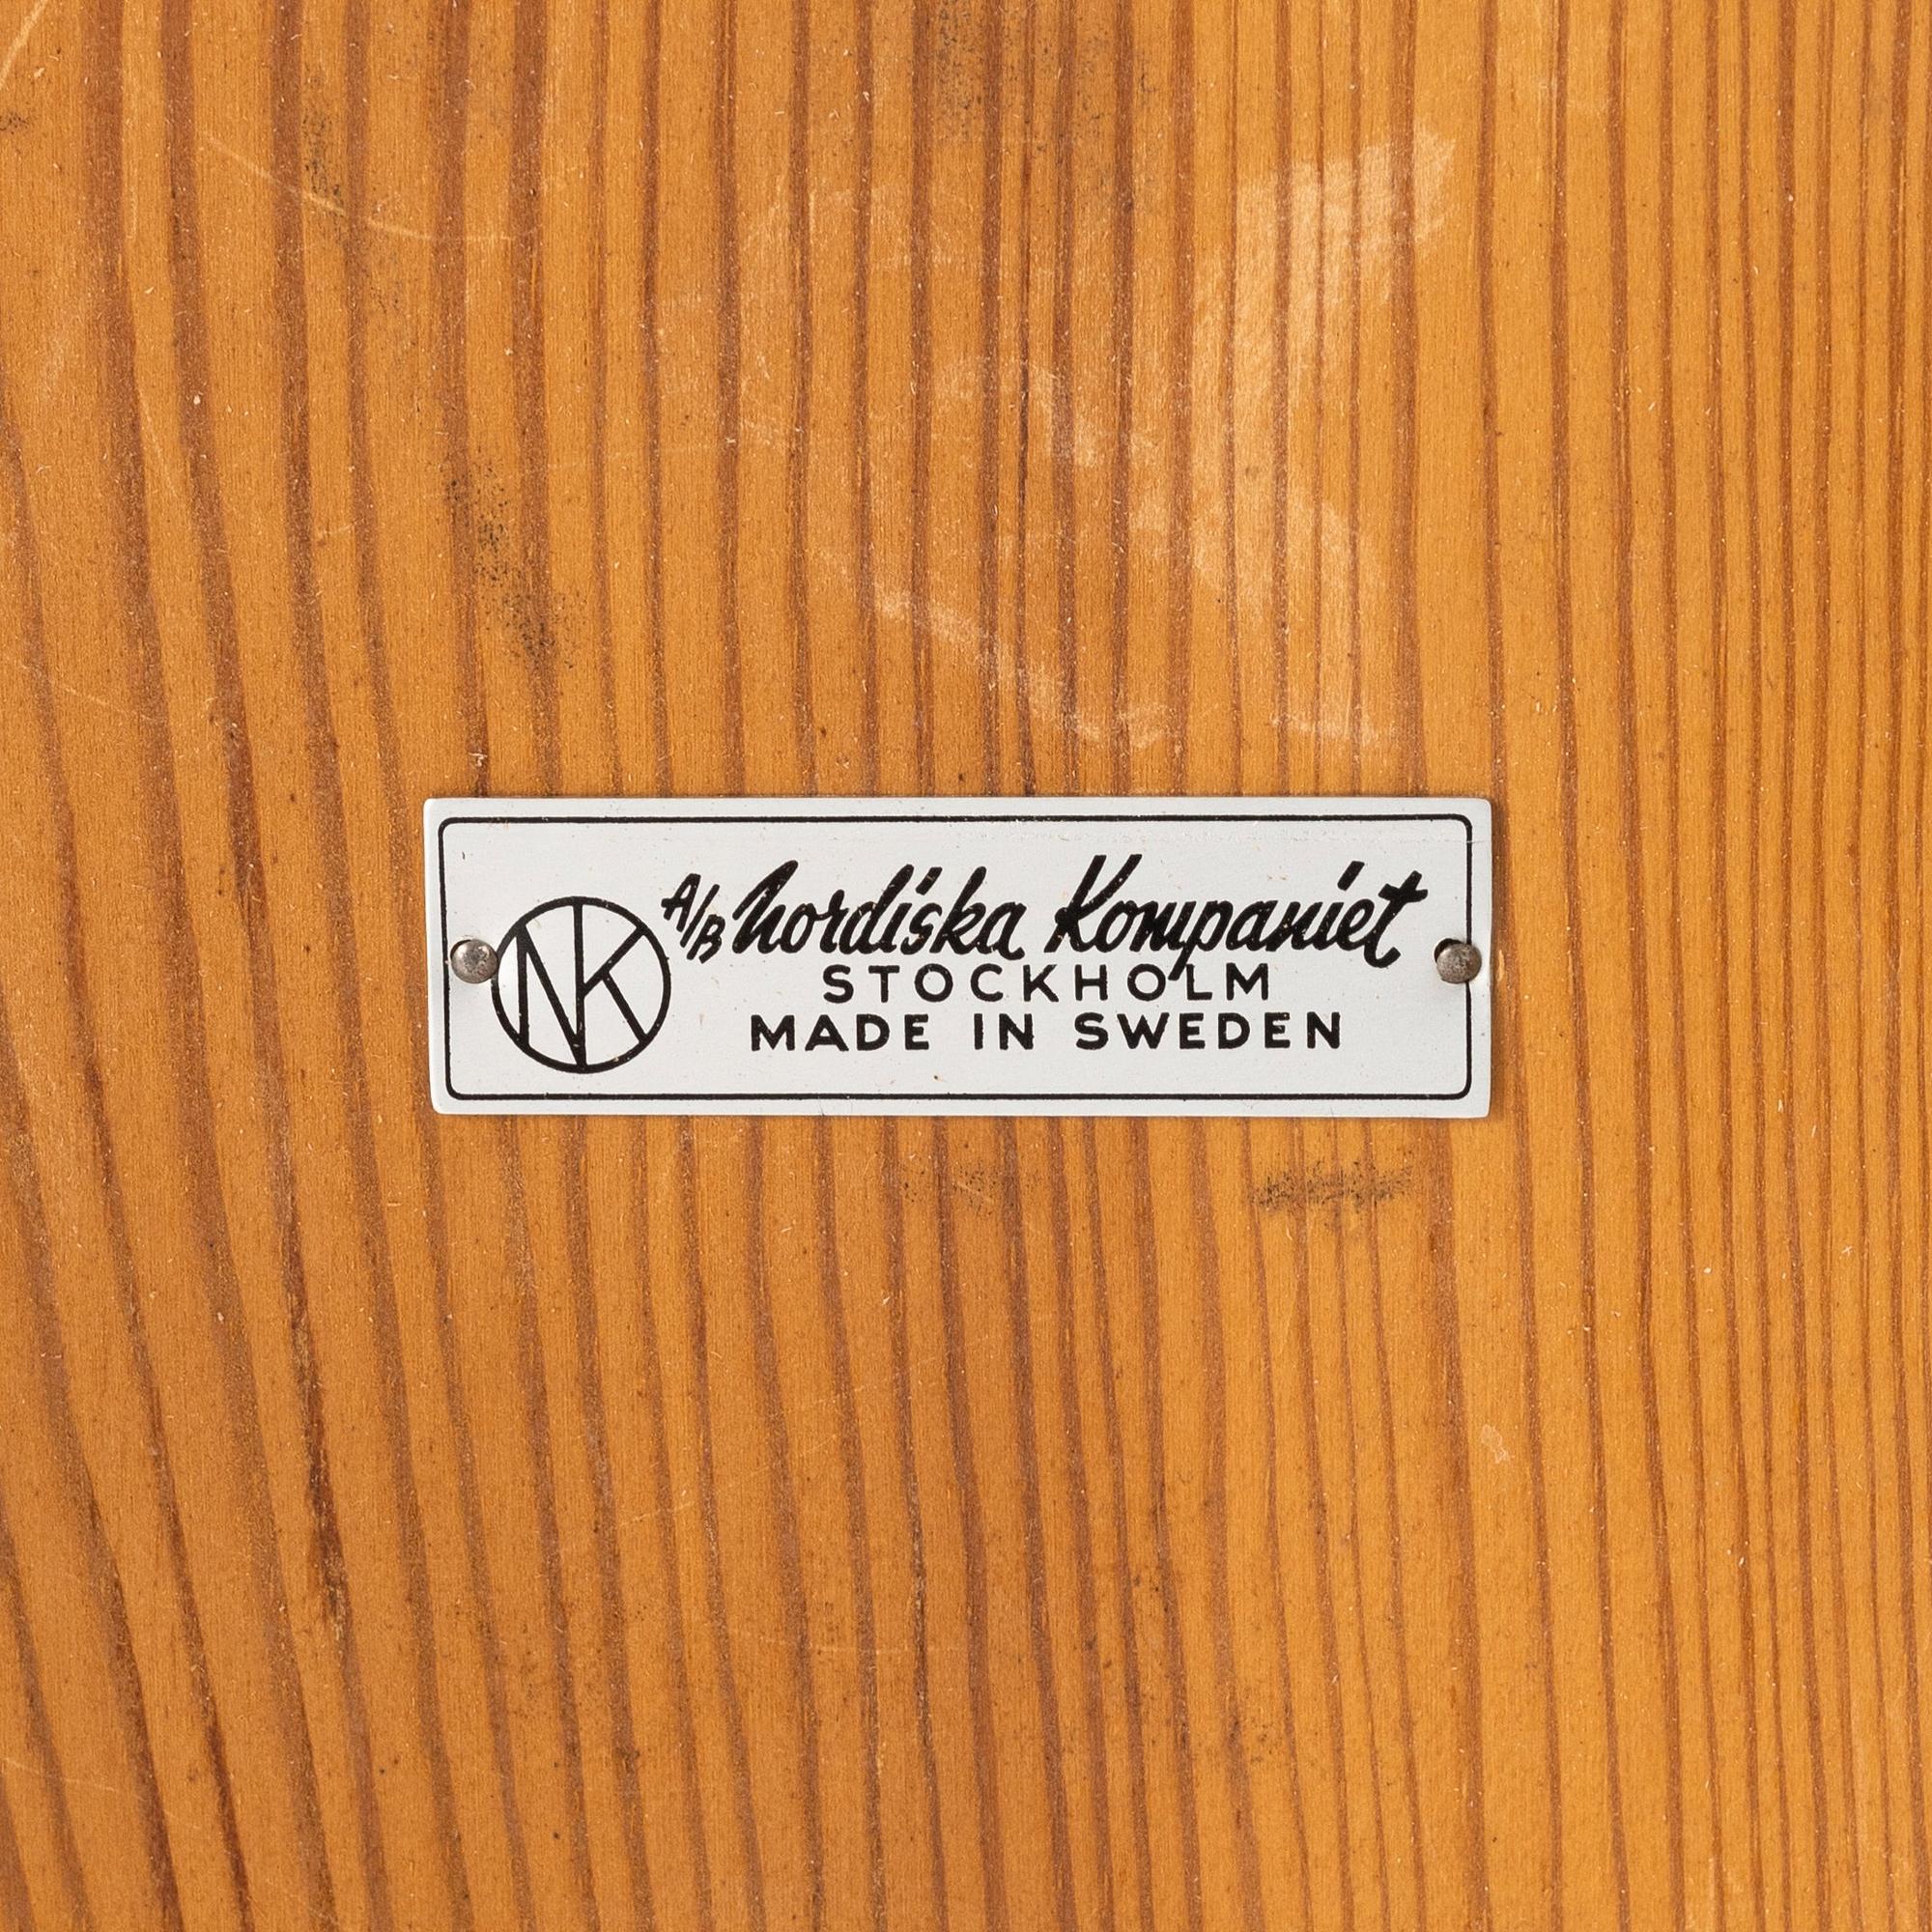 NK
A/B Nordiska Kompaniet
STOCKHOLM
MADE IN SWEDEN